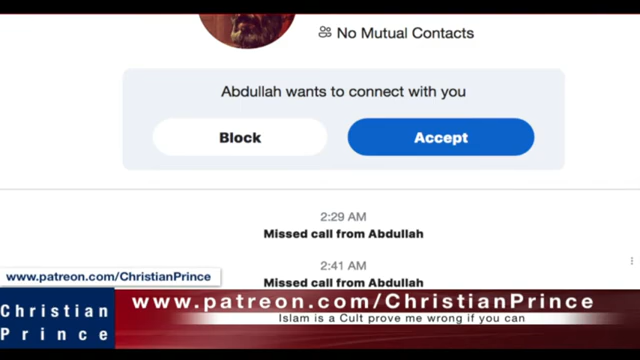 No Mutual Contacts
Abdullah wants to connect with you
Block
Accept
2:29 AM
Missed call from Abdullah
2:41 AM
Missed call from Abdullah
www.patreon.com/ChristianPrince
Christian
Prince
www.patreon.com/ChristianPrince
Islam is a Cult prove me wrong if you can